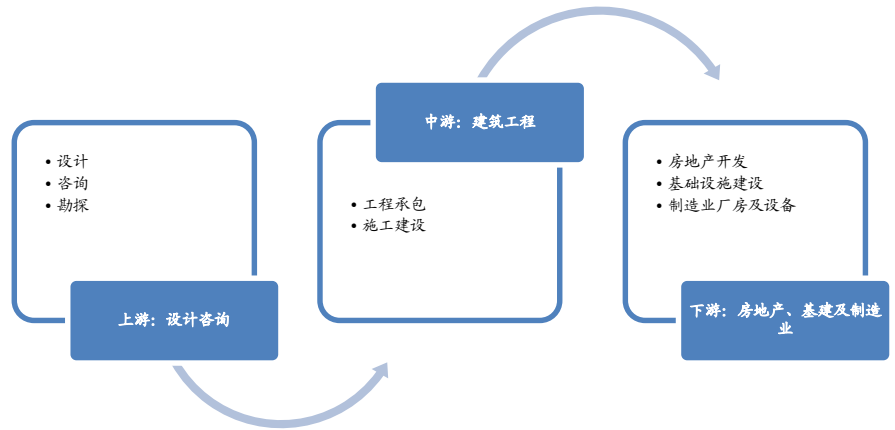 • 设计
• 咨询
• 勘探
上游：设计咨询
中游：建筑工程
• 工程承包
• 施工建设
• 房地产开发
• 基础设施建设
• 制造业厂房及设备
下游：房地产、基建及制造
业